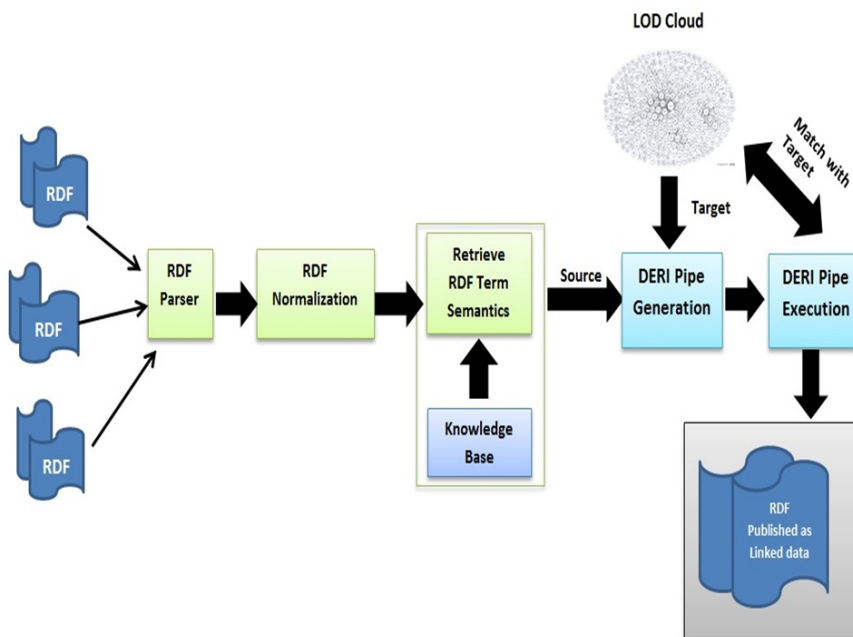 LOD Cloud
Match with
Target
RDF
RDF
RDF
RDF
Parser
RDF
Normalization
Retrieve
RDF Term
Semantics
Knowledge
Base
Source
Target
DERI Pipe
Generation
DERI Pipe
Execution
RDF
Published as
Linked data